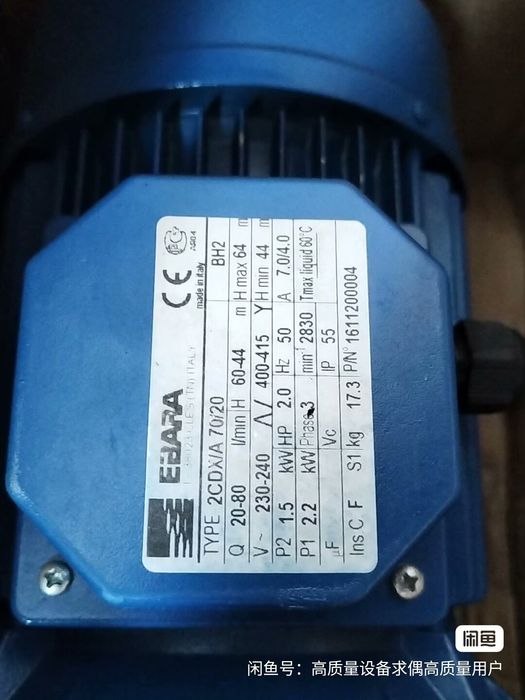 EBARA
CE
made in italy
TYPE 2CDX/A 70/20 BH2
Q 20-80 l/min H 60-44 m H max 64 m
V~ 230-240 Δ/ 400-415 Y H min 44 m
P2 1.5 kW HP 2.0 Hz 50 A 7.0/4.0
P1 2.2 kW Phase 3 min⁻¹ 2830 Tmax liquid 60°C
µF Vc IP 55
Ins C. F S1 kg 17.3 P/N° 1611200004
闲鱼
闲鱼号：高质量设备求偶高质量用户